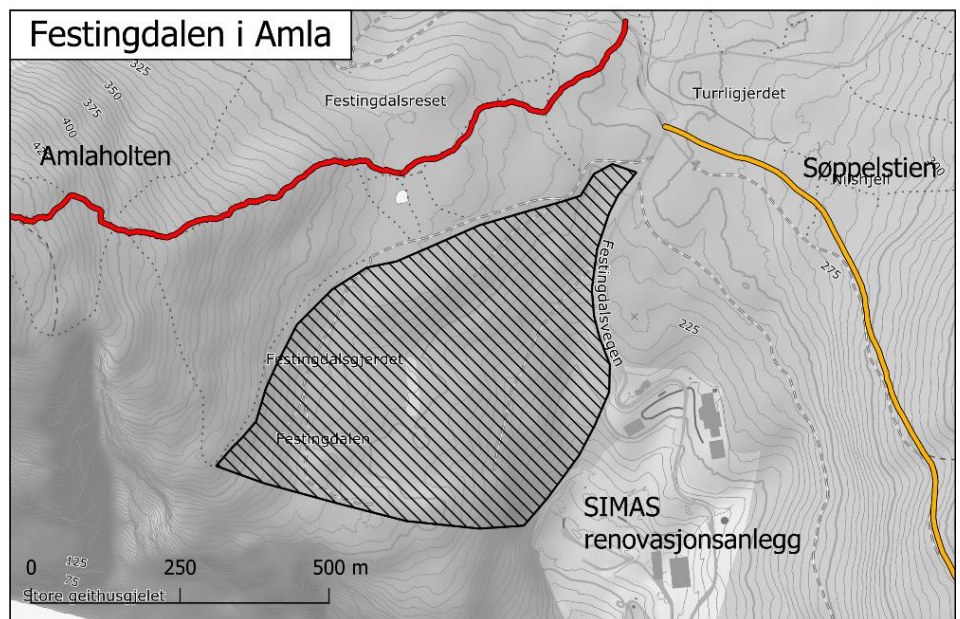 Festingdalen i Amla
325
350
375
400
Festingdalsreset
Turrligjerdet
Amlaholten
Søppelstien
275
Festingdalsvegen
225
Festingdalsgjerdet
Festingdalen
SIMAS
renovasjonsanlegg
125
75
0 250 500 m
Store geithusgjelet